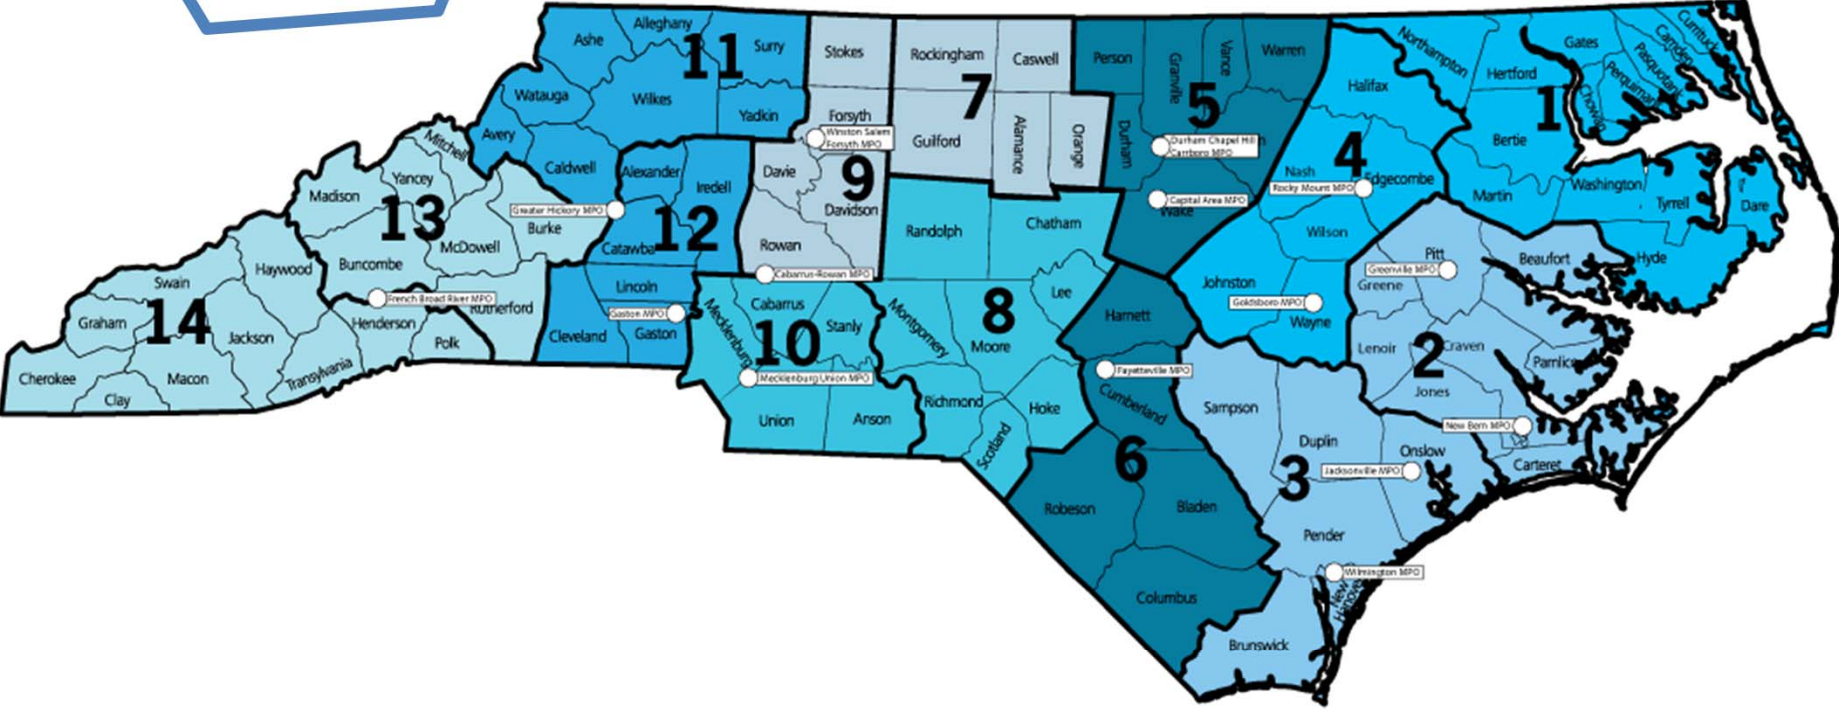 Ashe
Alleghany
Surry
11
Watauga
Wilkes
Yadkin
Avery
Caldwell
Stokes
Forsyth
Winston Salem
Forsyth MPO
Rockingham
Caswell
7
Guilford
Alamance
Orange
Person
Granville
Vance
Warren
5
Durham
Durham Chapel Hill
Carrboro MPO
Capital Area MPO
Wake
Halifax
4
Nash
Edgecombe
Rocky Mount MPO
Wilson
Johnston
Goldsboro MPO
Wayne
Northampton
Hertford
Gates
Pasquotank
Camden
Currituck
Perquimans
Chowan
1
Bertie
Martin
Washington
Tyrrell
Dare
Hyde
Mitchell
Yancey
Madison
13
McDowell
Burke
Buncombe
Rutherford
Greater Hickory MPO
Alexander
Iredell
12
Catawba
Lincoln
Gaston MPO
Cleveland
Gaston
Davie
9
Davidson
Rowan
Cabarrus-Rowan MPO
Swain
Haywood
Graham
14
Jackson
Henderson
Polk
French Broad River MPO
Cherokee
Macon
Clay
Transylvania
Mecklenburg
Cabarrus
Stanly
10
Mecklenburg Union MPO
Union
Anson
Randolph
Chatham
Lee
8
Montgomery
Moore
Richmond
Hoke
Scotland
Harnett
Fayetteville MPO
Cumberland
6
Robeson
Bladen
Columbus
Pitt
Greenville MPO
Greene
Beaufort
Lenoir
2
Craven
Pamlico
Jones
New Bern MPO
Carteret
Sampson
Duplin
Onslow
3
Jacksonville MPO
Pender
Wilmington MPO
New
Hanover
Brunswick